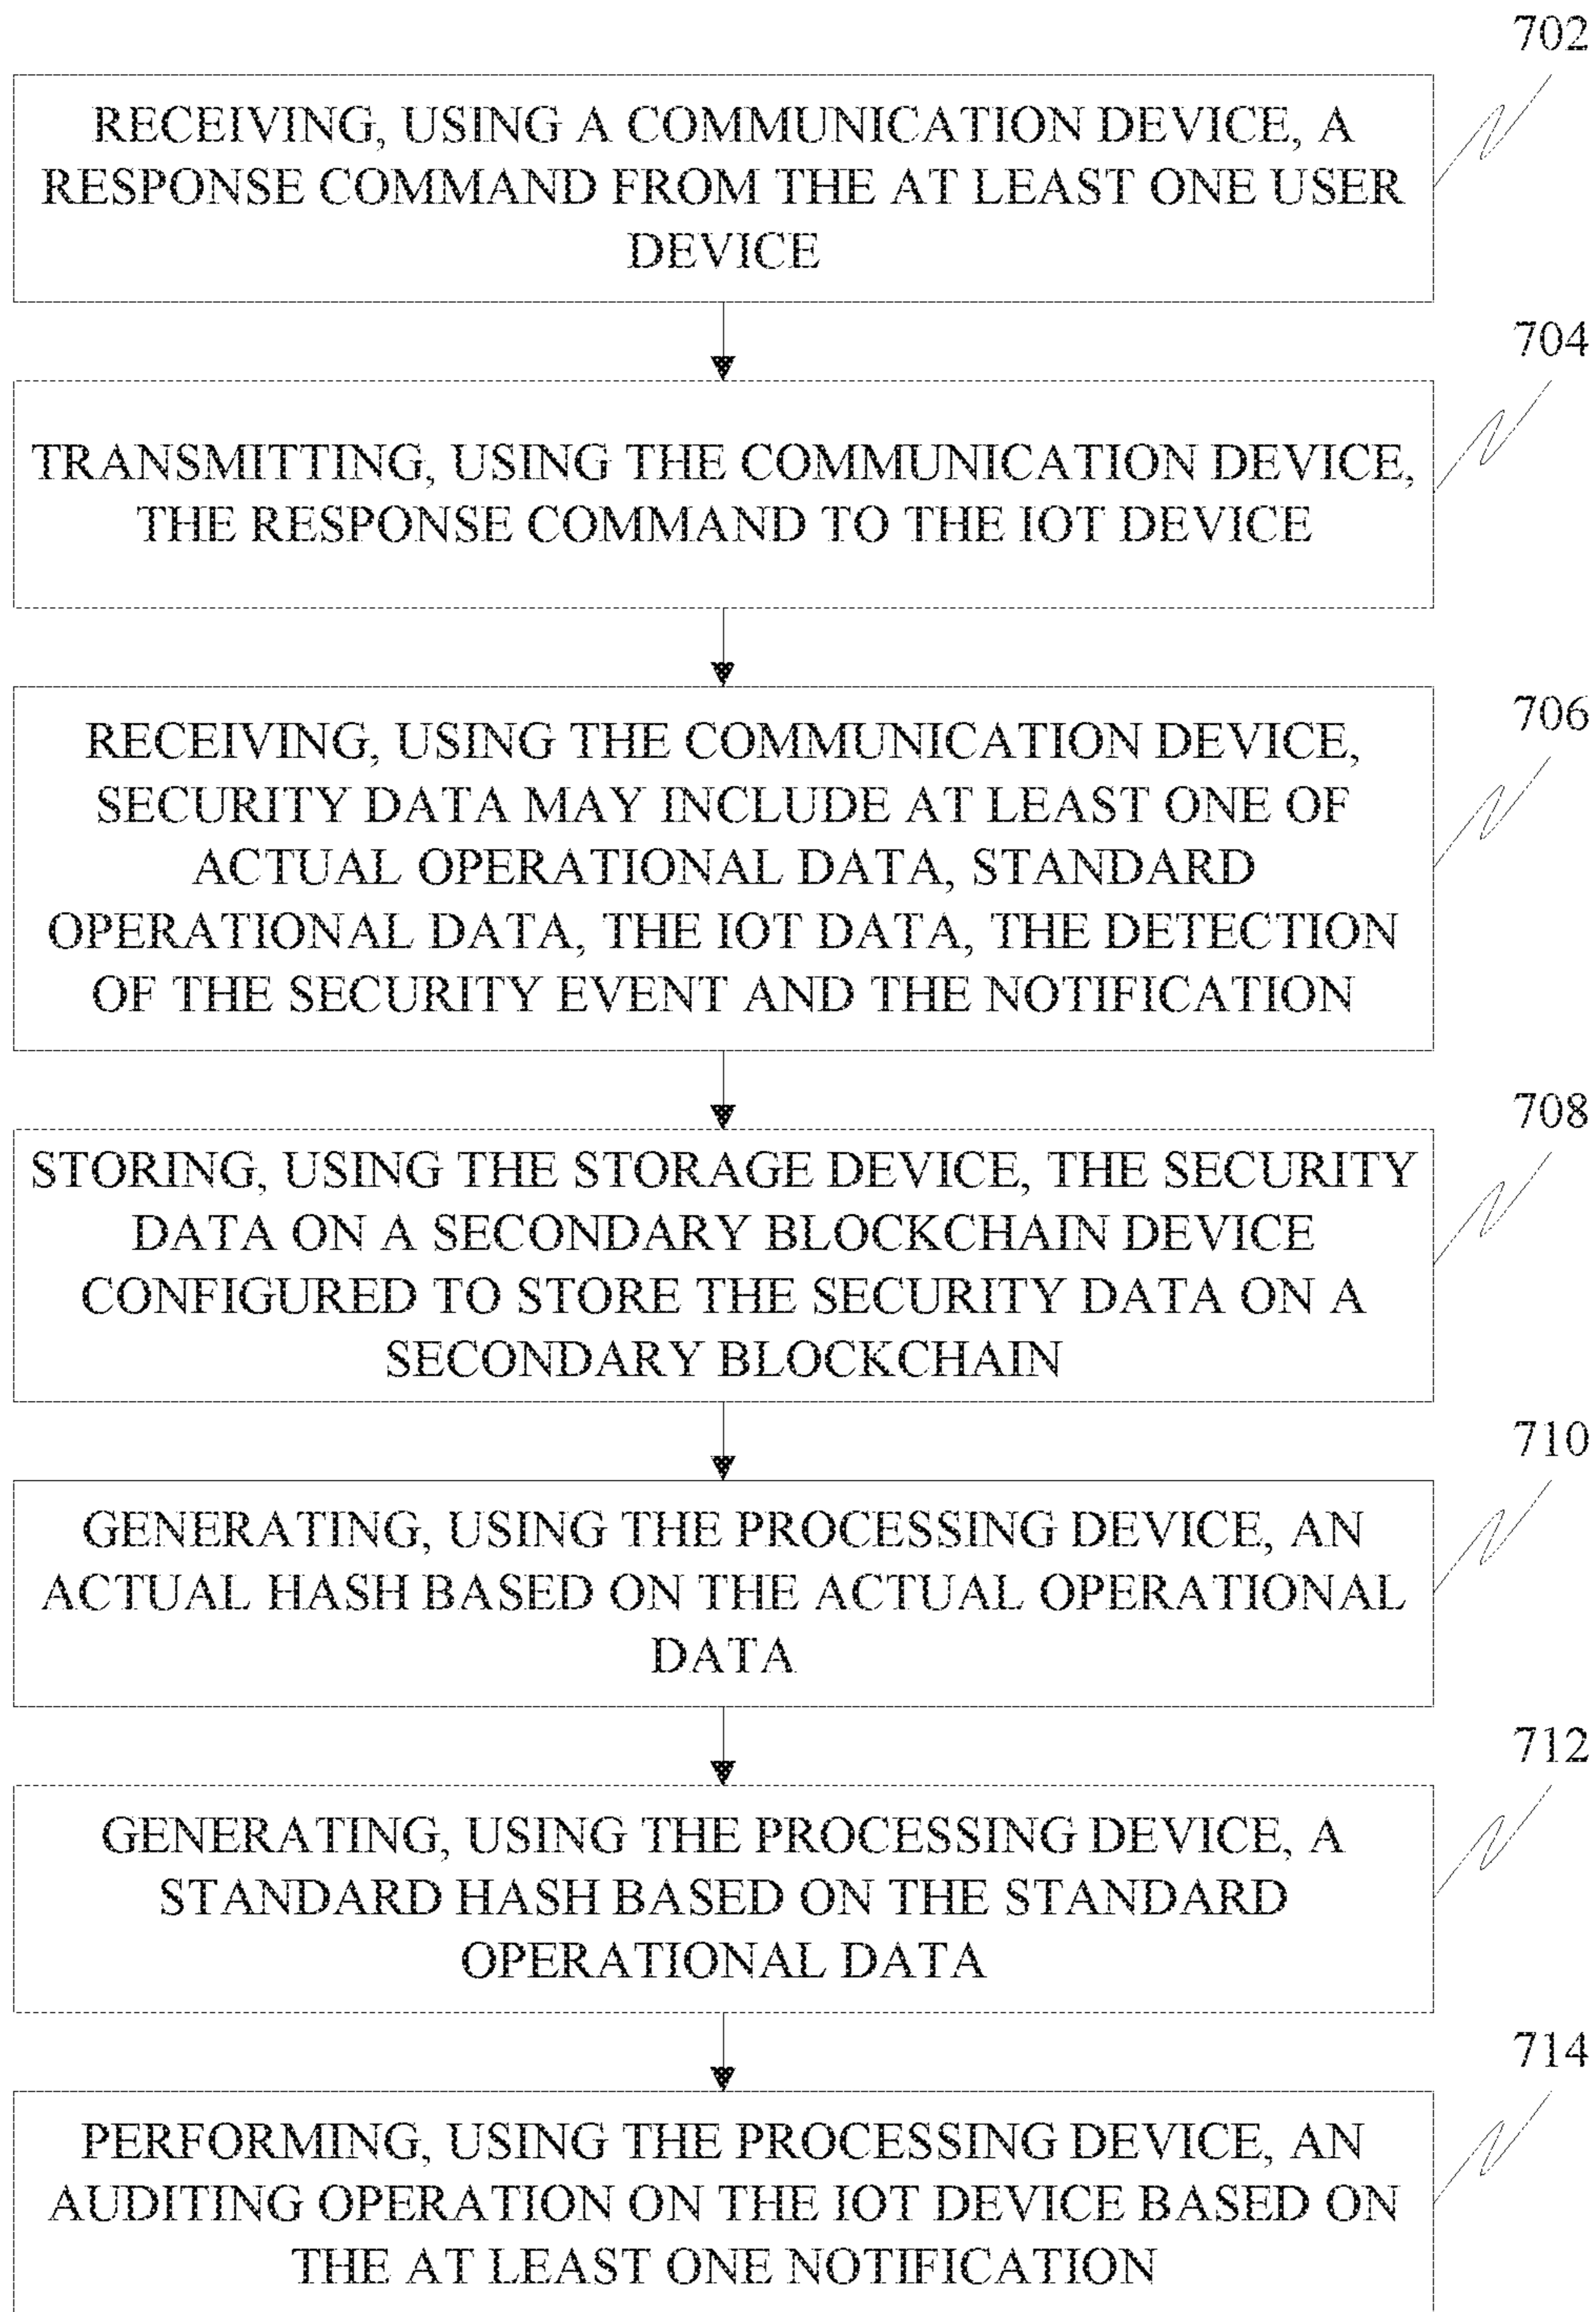 702
RECEIVING, USING A COMMUNICATION DEVICE, A
RESPONSE COMMAND FROM THE AT LEAST ONE USER
DEVICE
704
TRANSMITTING, USING THE COMMUNICATION DEVICE,
THE RESPONSE COMMAND TO THE IOT DEVICE
706
RECEIVING, USING THE COMMUNICATION DEVICE,
SECURITY DATA MAY INCLUDE AT LEAST ONE OF
ACTUAL OPERATIONAL DATA, STANDARD
OPERATIONAL DATA, THE IOT DATA, THE DETECTION
OF THE SECURITY EVENT AND THE NOTIFICATION
708
STORING, USING THE STORAGE DEVICE, THE SECURITY
DATA ON A SECONDARY BLOCKCHAIN DEVICE
CONFIGURED TO STORE THE SECURITY DATA ON A
SECONDARY BLOCKCHAIN
710
GENERATING, USING THE PROCESSING DEVICE, AN
ACTUAL HASH BASED ON THE ACTUAL OPERATIONAL
DATA
712
GENERATING, USING THE PROCESSING DEVICE, A
STANDARD HASH BASED ON THE STANDARD
OPERATIONAL DATA
714
PERFORMING, USING THE PROCESSING DEVICE, AN
AUDITING OPERATION ON THE IOT DEVICE BASED ON
THE AT LEAST ONE NOTIFICATION